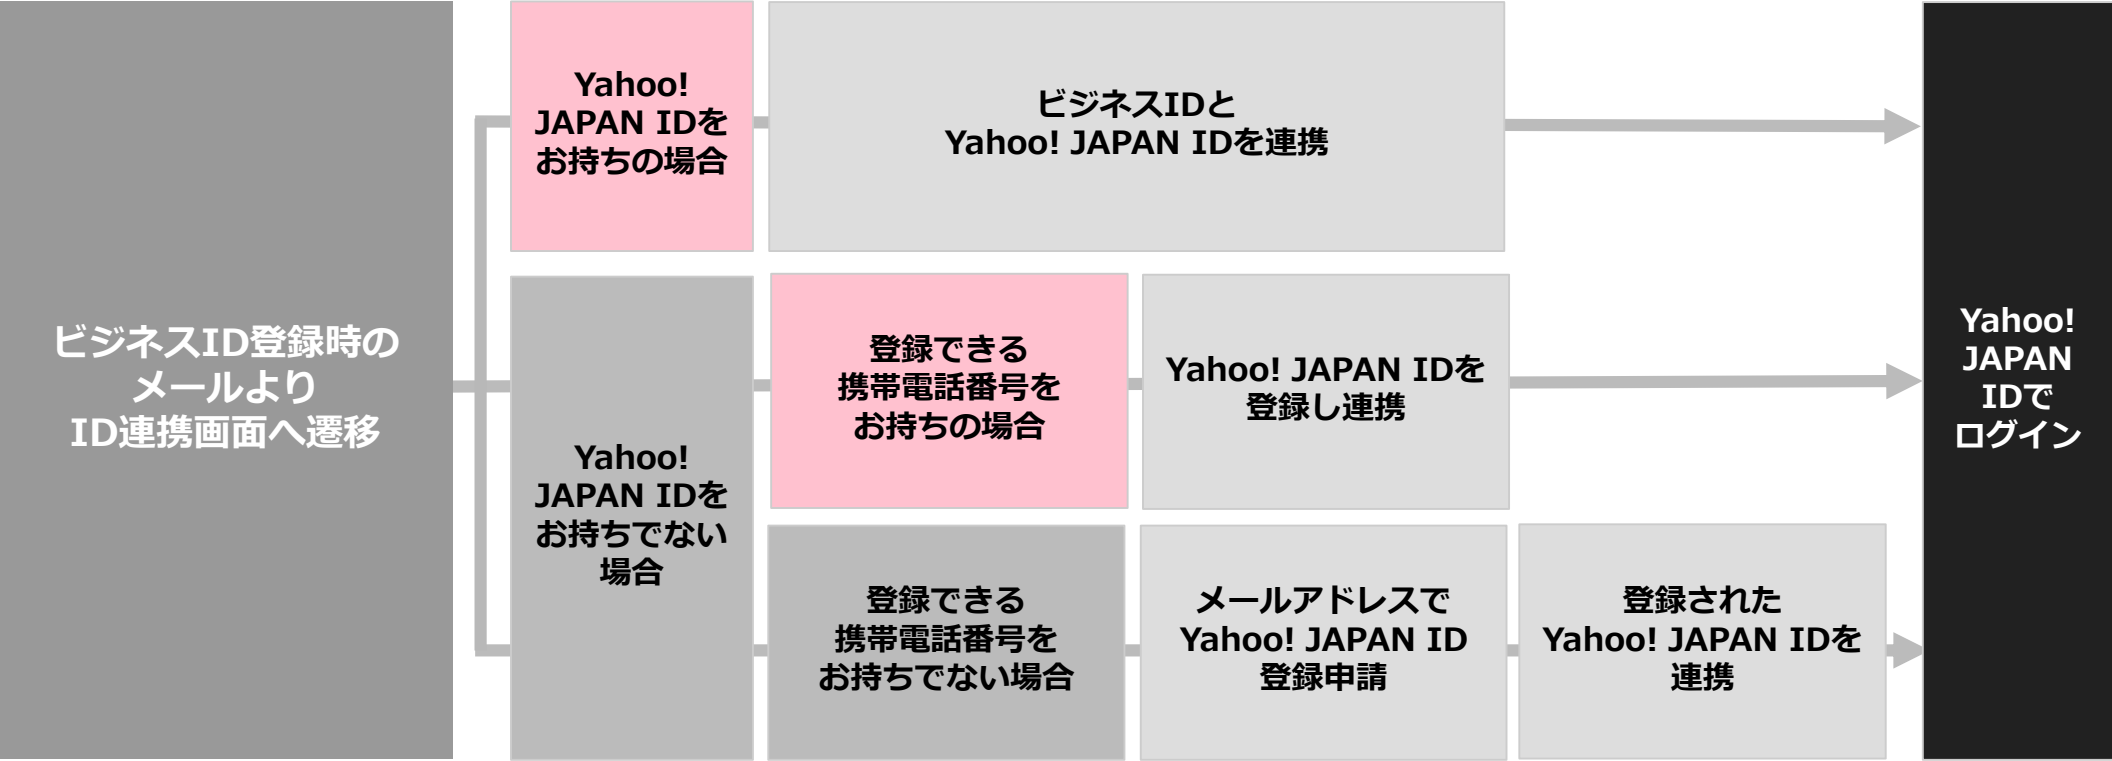 ビジネスID登録時の
メールより
ID連携画面へ遷移
Yahoo!
JAPAN IDを
お持ちの場合
ビジネスIDと
Yahoo! JAPAN IDを連携
Yahoo!
JAPAN IDを
お持ちでない
場合
登録できる
携帯電話番号を
お持ちの場合
Yahoo! JAPAN IDを
登録し連携
登録できる
携帯電話番号を
お持ちでない場合
メールアドレスで
Yahoo! JAPAN ID
登録申請
登録された
Yahoo! JAPAN IDを
連携
Yahoo!
JAPAN
IDで
ログイン